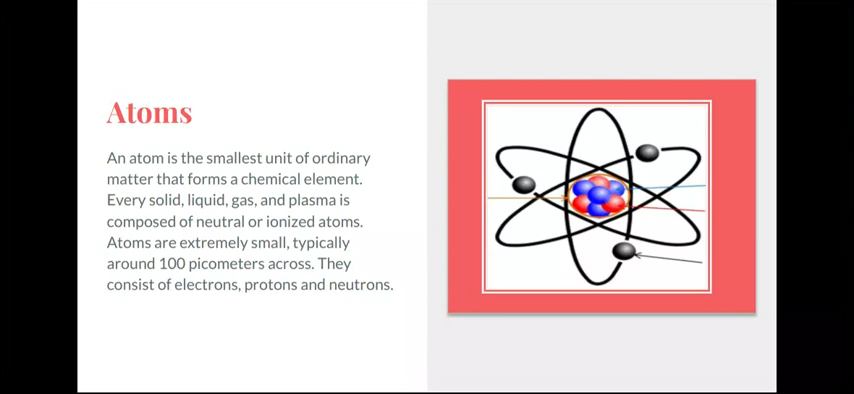 Atoms
An atom is the smallest unit of ordinary
matter that forms a chemical element.
Every solid, liquid, gas, and plasma is
composed of neutral or ionized atoms.
Atoms are extremely small, typically
around 100 picometers across. They
consist of electrons, protons and neutrons.